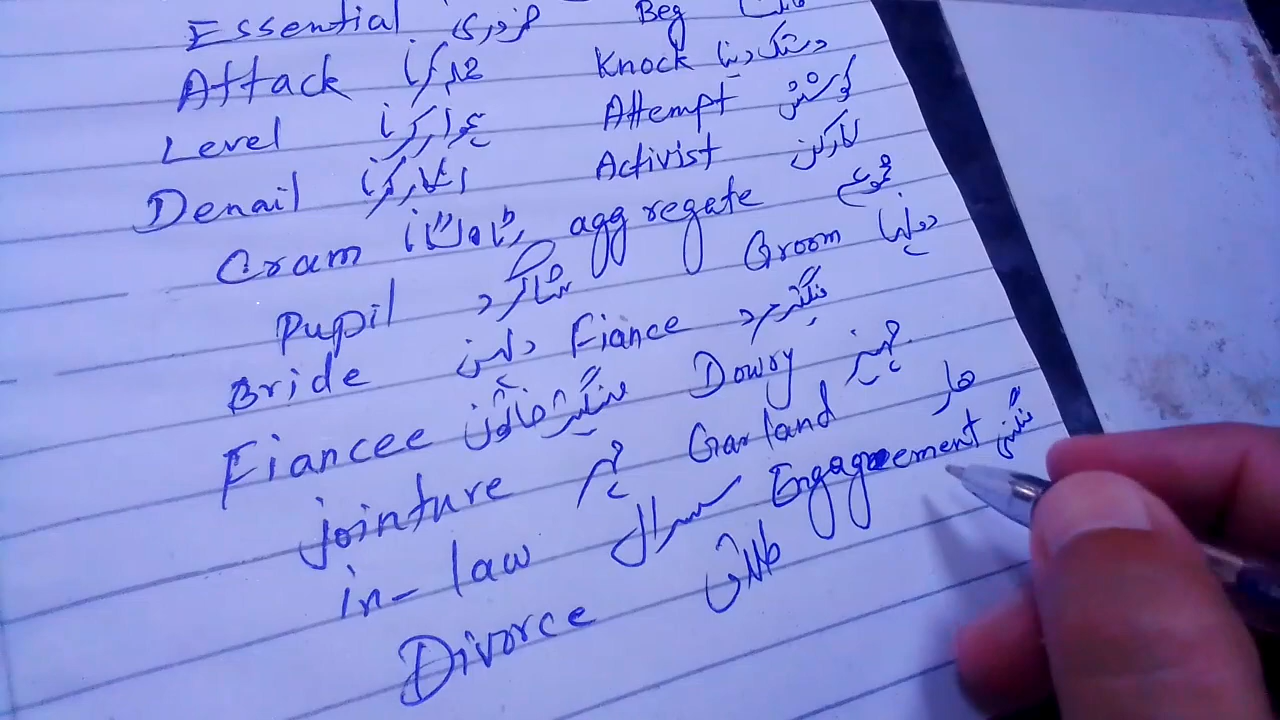 Essential ضروری Beg
Attack حملہ کرنا Knock دستک دینا
Level ہموار کرنا Attempt کوشش
Denail انکار کرنا Activist کارکن
Cram رٹا لگانا aggregate مجموعہ
Pupil شاگرد Groom دولہا
Bride دلہن Fiance منگیتر مرد
Fiancee منگیتر خاتون Dowry جہیز
jointure مہر Garland ہار
in-law سسرال Engagement منگنی
Divorce طلاق